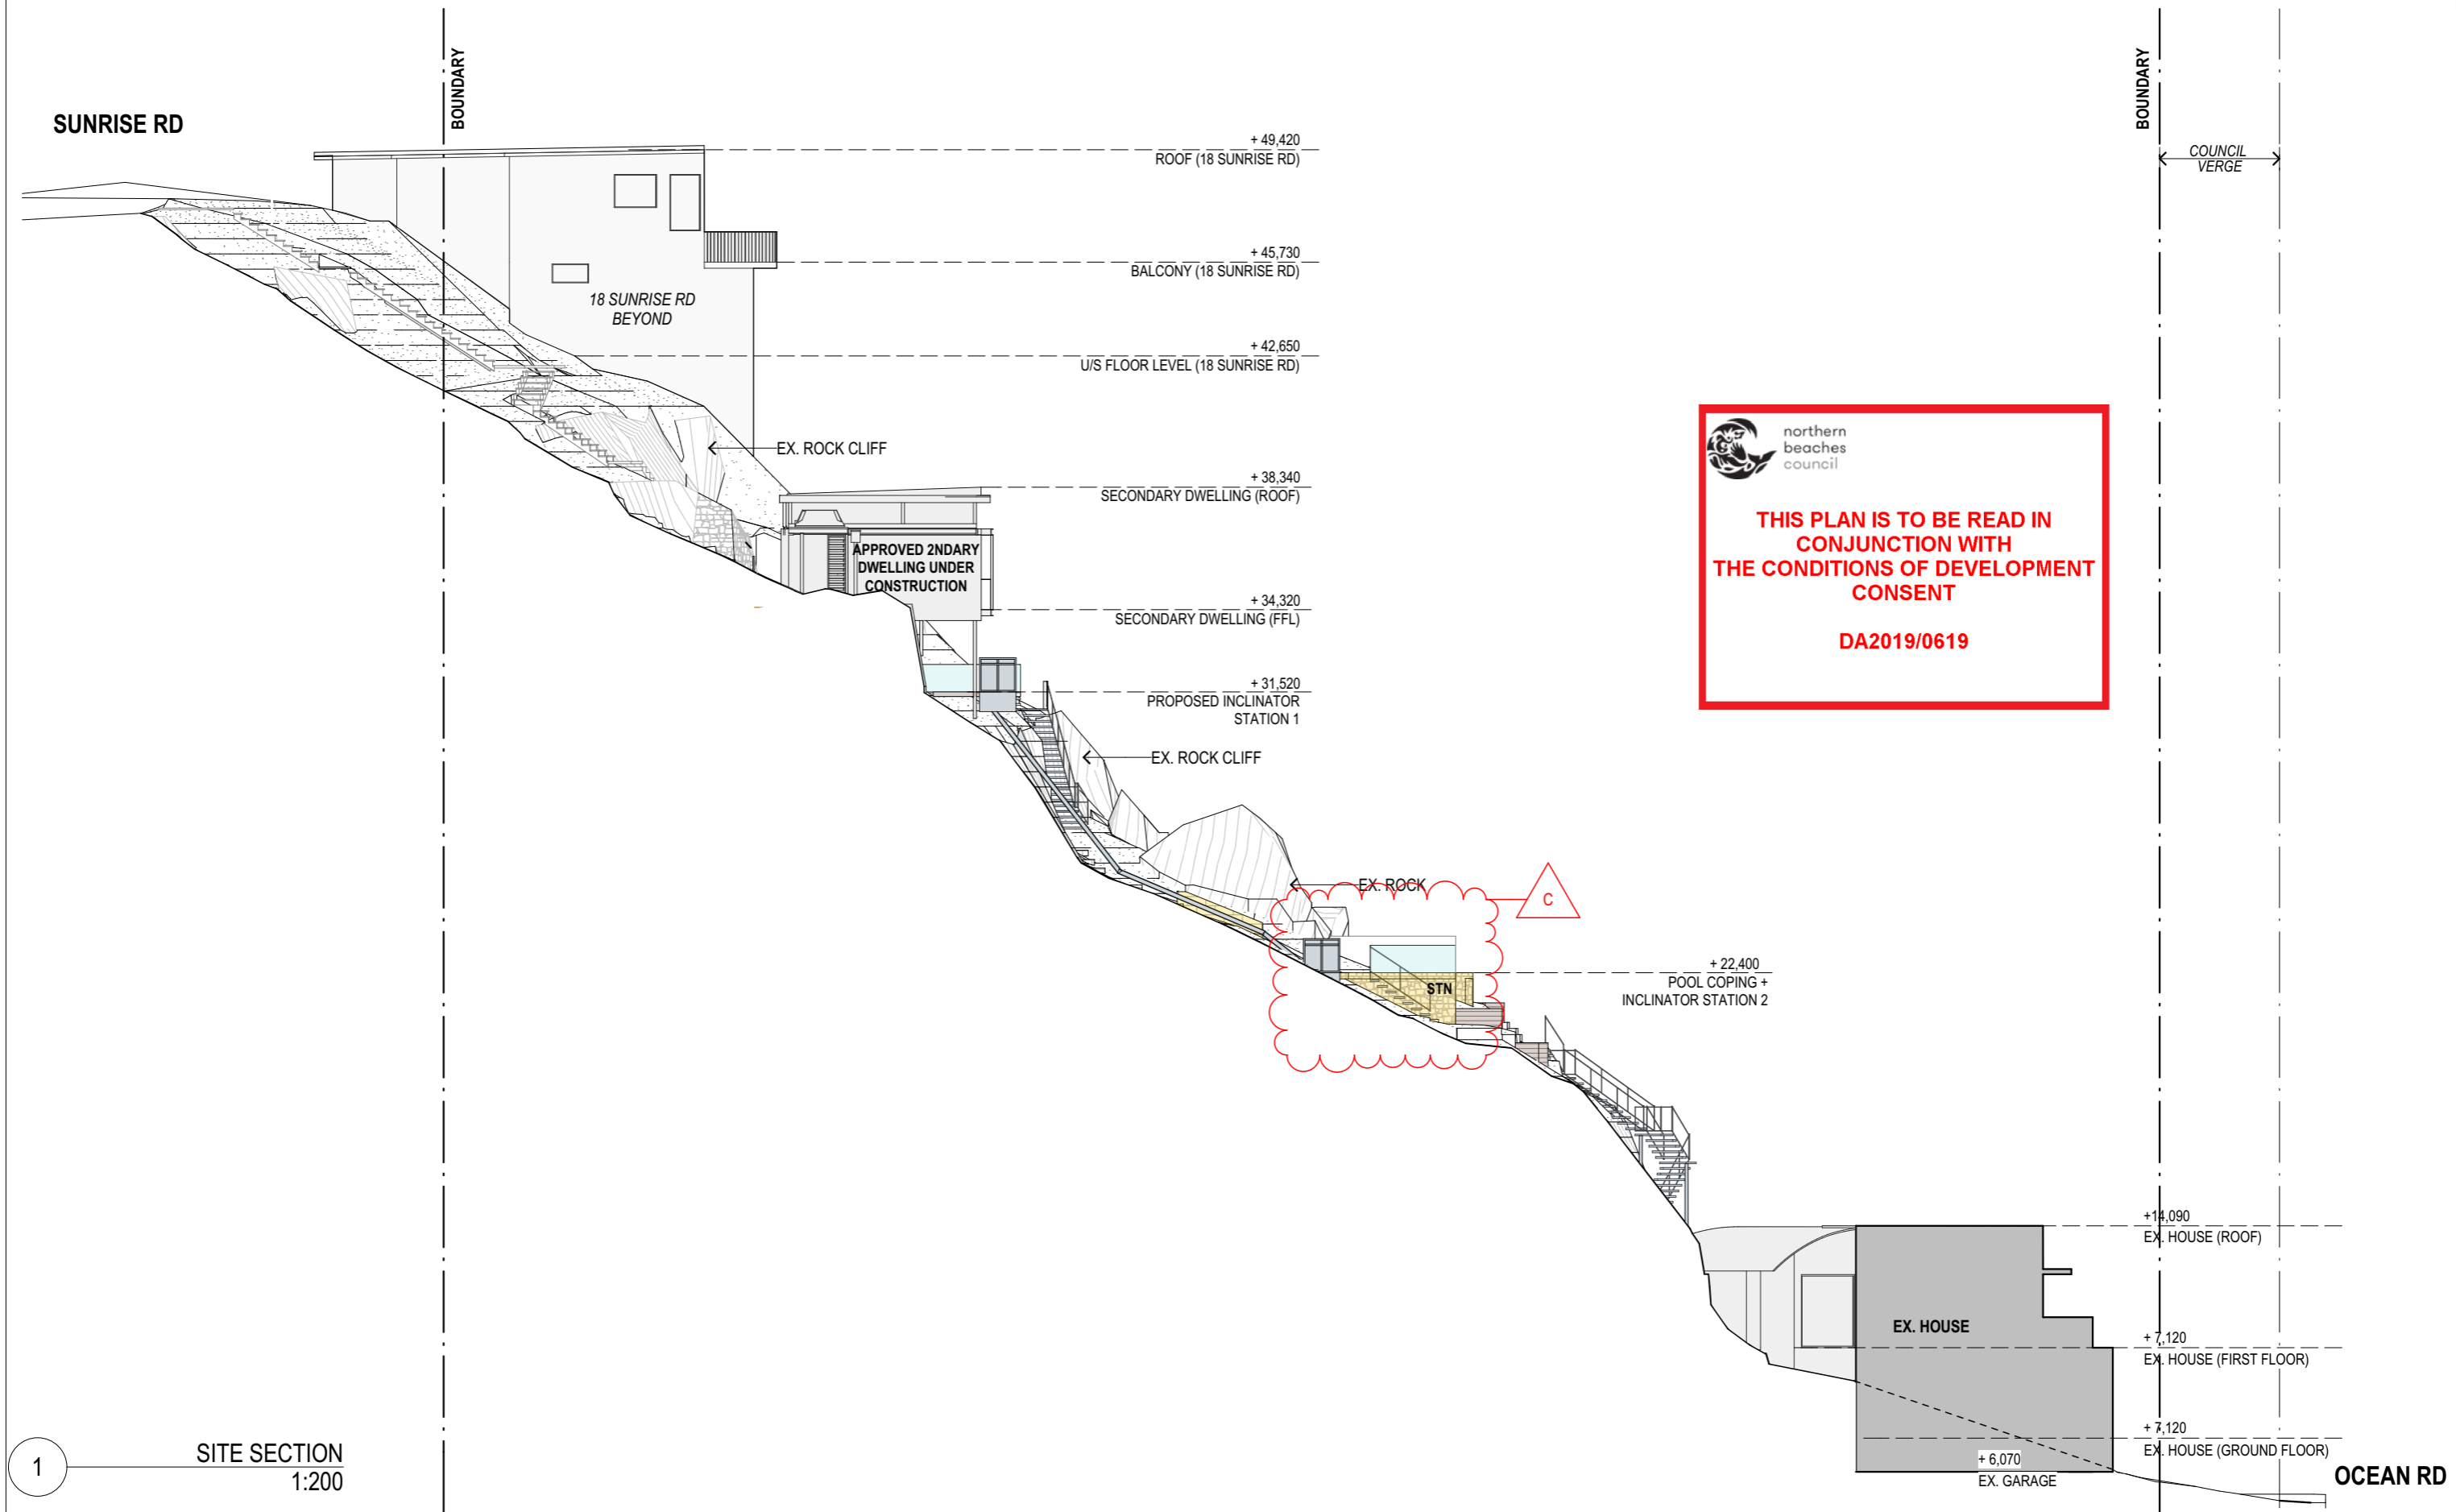 SUNRISE RD
BOUNDARY
BOUNDARY
COUNCIL
VERGE
+ 49,420
ROOF (18 SUNRISE RD)
+ 45,730
BALCONY (18 SUNRISE RD)
18 SUNRISE RD
BEYOND
+ 42,650
U/S FLOOR LEVEL (18 SUNRISE RD)
EX. ROCK CLIFF
northern
beaches
council
THIS PLAN IS TO BE READ IN
CONJUNCTION WITH
THE CONDITIONS OF DEVELOPMENT
CONSENT
DA2019/0619
+ 38,340
SECONDARY DWELLING (ROOF)
APPROVED 2NDARY
DWELLING UNDER
CONSTRUCTION
+ 34,320
SECONDARY DWELLING (FFL)
+ 31,520
PROPOSED INCLINATOR
STATION 1
EX. ROCK CLIFF
EX. ROCK
C
+ 22,400
POOL COPING +
INCLINATOR STATION 2
STN
+14,090
EX. HOUSE (ROOF)
EX. HOUSE
+ 7,120
EX. HOUSE (FIRST FLOOR)
+ 7,120
EX. HOUSE (GROUND FLOOR)
+ 6,070
EX. GARAGE
OCEAN RD
1
SITE SECTION
1:200